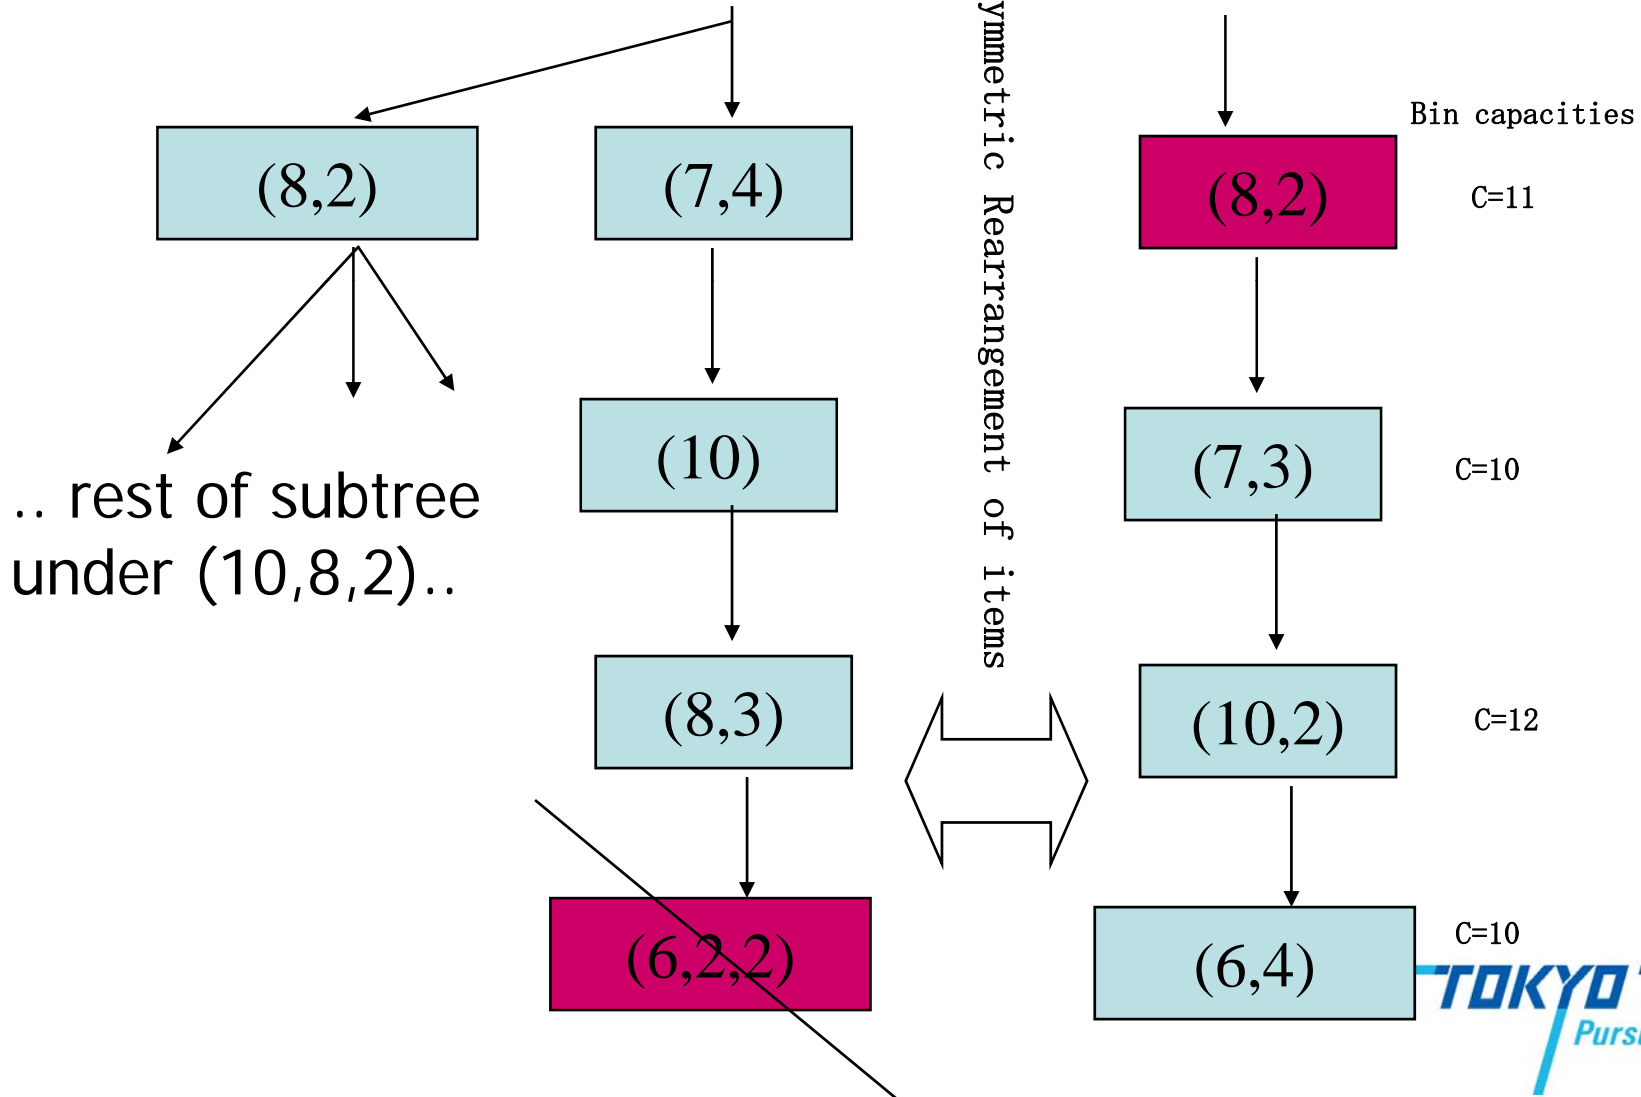 Bin capacities
(8,2)
(7,4)
(8,2)
C=11
(10)
(7,3)
C=10
.. rest of subtree
under (10,8,2)..
ymmetric Rearrangement of items
(8,3)
(10,2)
C=12
(6,2,2)
(6,4)
C=10
TOKYO
Purs